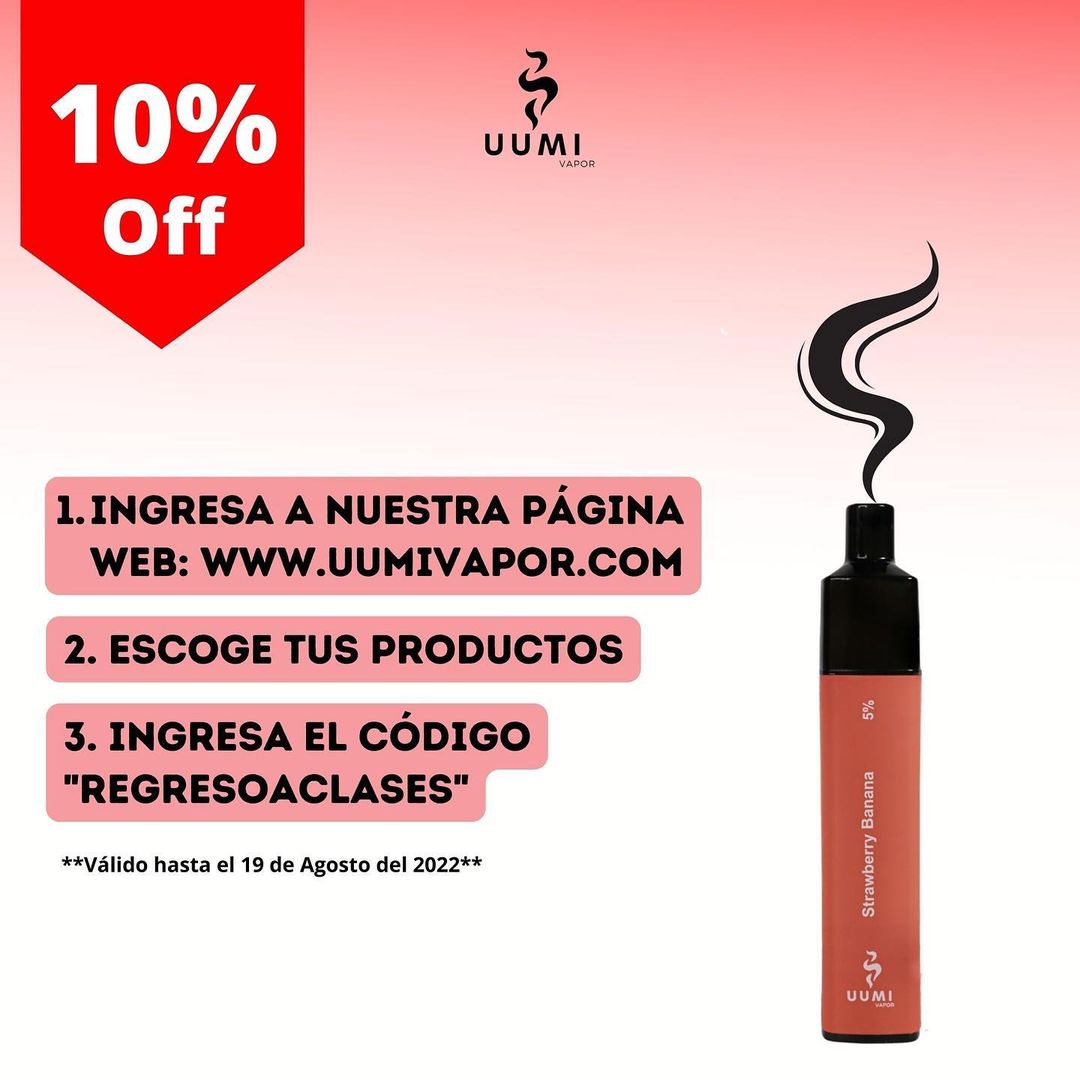 10%
Off
UUMI
VAPOR
1. INGRESA A NUESTRA PÁGINA
WEB: WWW.UUMIVAPOR.COM
2. ESCOGE TUS PRODUCTOS
3. INGRESA EL CÓDIGO
"REGRESOACLASES"
**Válido hasta el 19 de Agosto del 2022**
5%
Strawberry Banana
UUMI
VAPOR